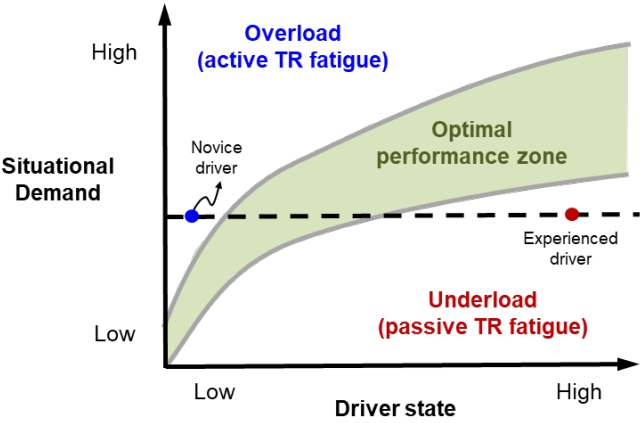 High
Overload
(active TR fatigue)
Optimal
performance zone
Novice
driver
Situational
Demand
Experienced
driver
Underload
(passive TR fatigue)
Low
Low
High
Driver state